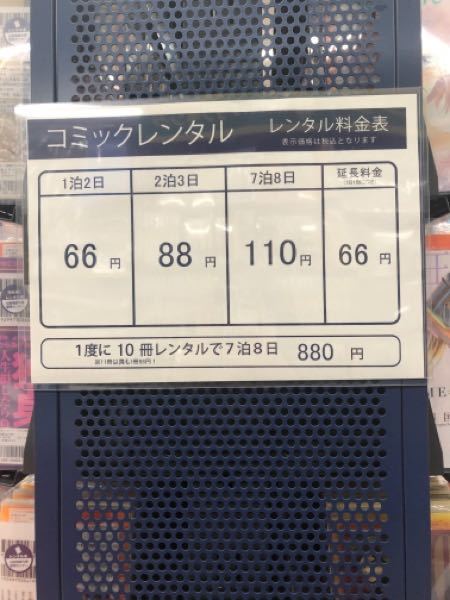 コミックレンタル レンタル料金表
表示価格は税込となります
1泊2日 2泊3日 7泊8日 延長料金
66円 88円 110円 66円
1度に10冊レンタルで7泊8日 880円